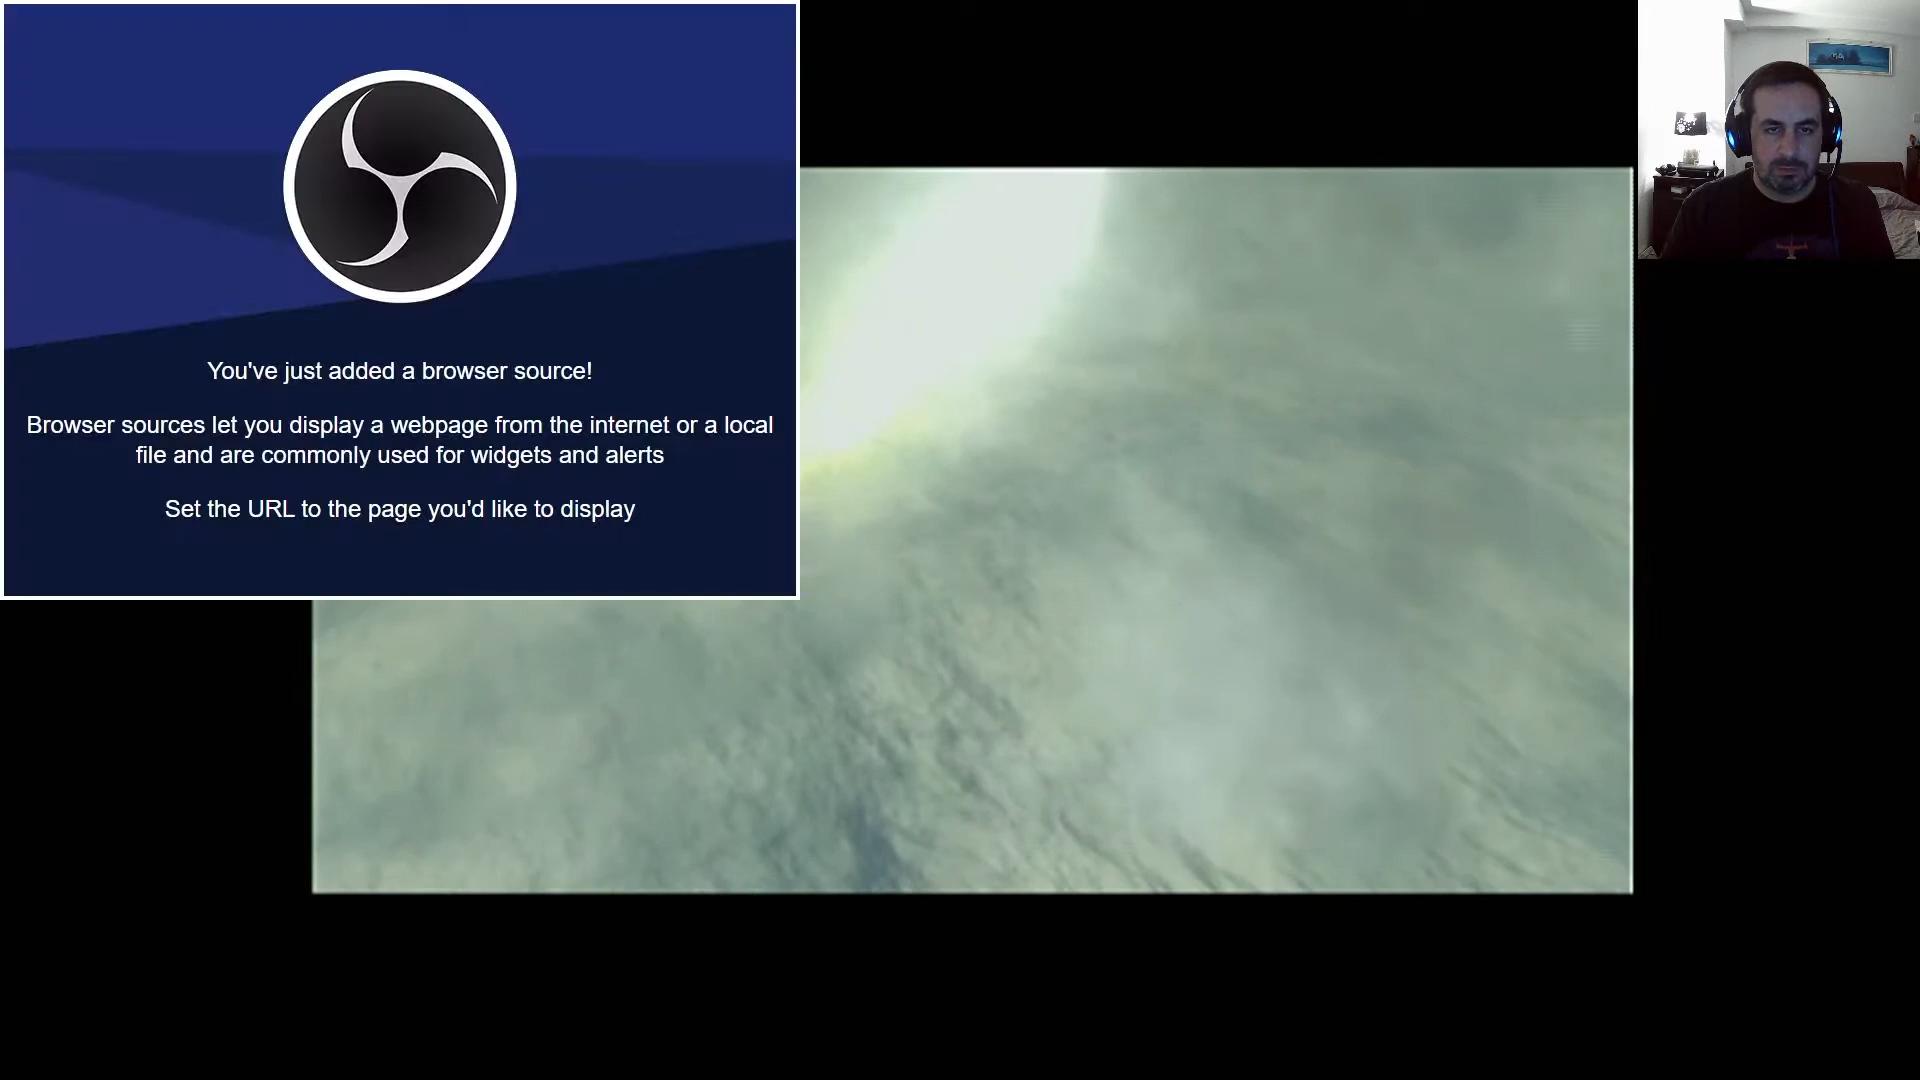 You've just added a browser source!
Browser sources let you display a webpage from the internet or a local
file and are commonly used for widgets and alerts
Set the URL to the page you'd like to display